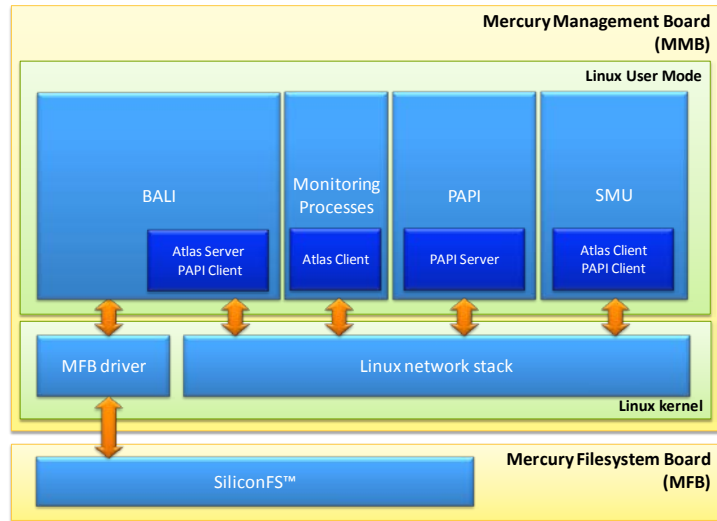 Mercury Management Board
(MMB)
Linux User Mode
BALI
Atlas Server
PAPI Client
Monitoring
Processes
Atlas Client
PAPI
PAPI Server
SMU
Atlas Client
PAPI Client
MFB driver
Linux network stack
Linux kernel
Mercury Filesystem Board
(MFB)
SiliconFS™